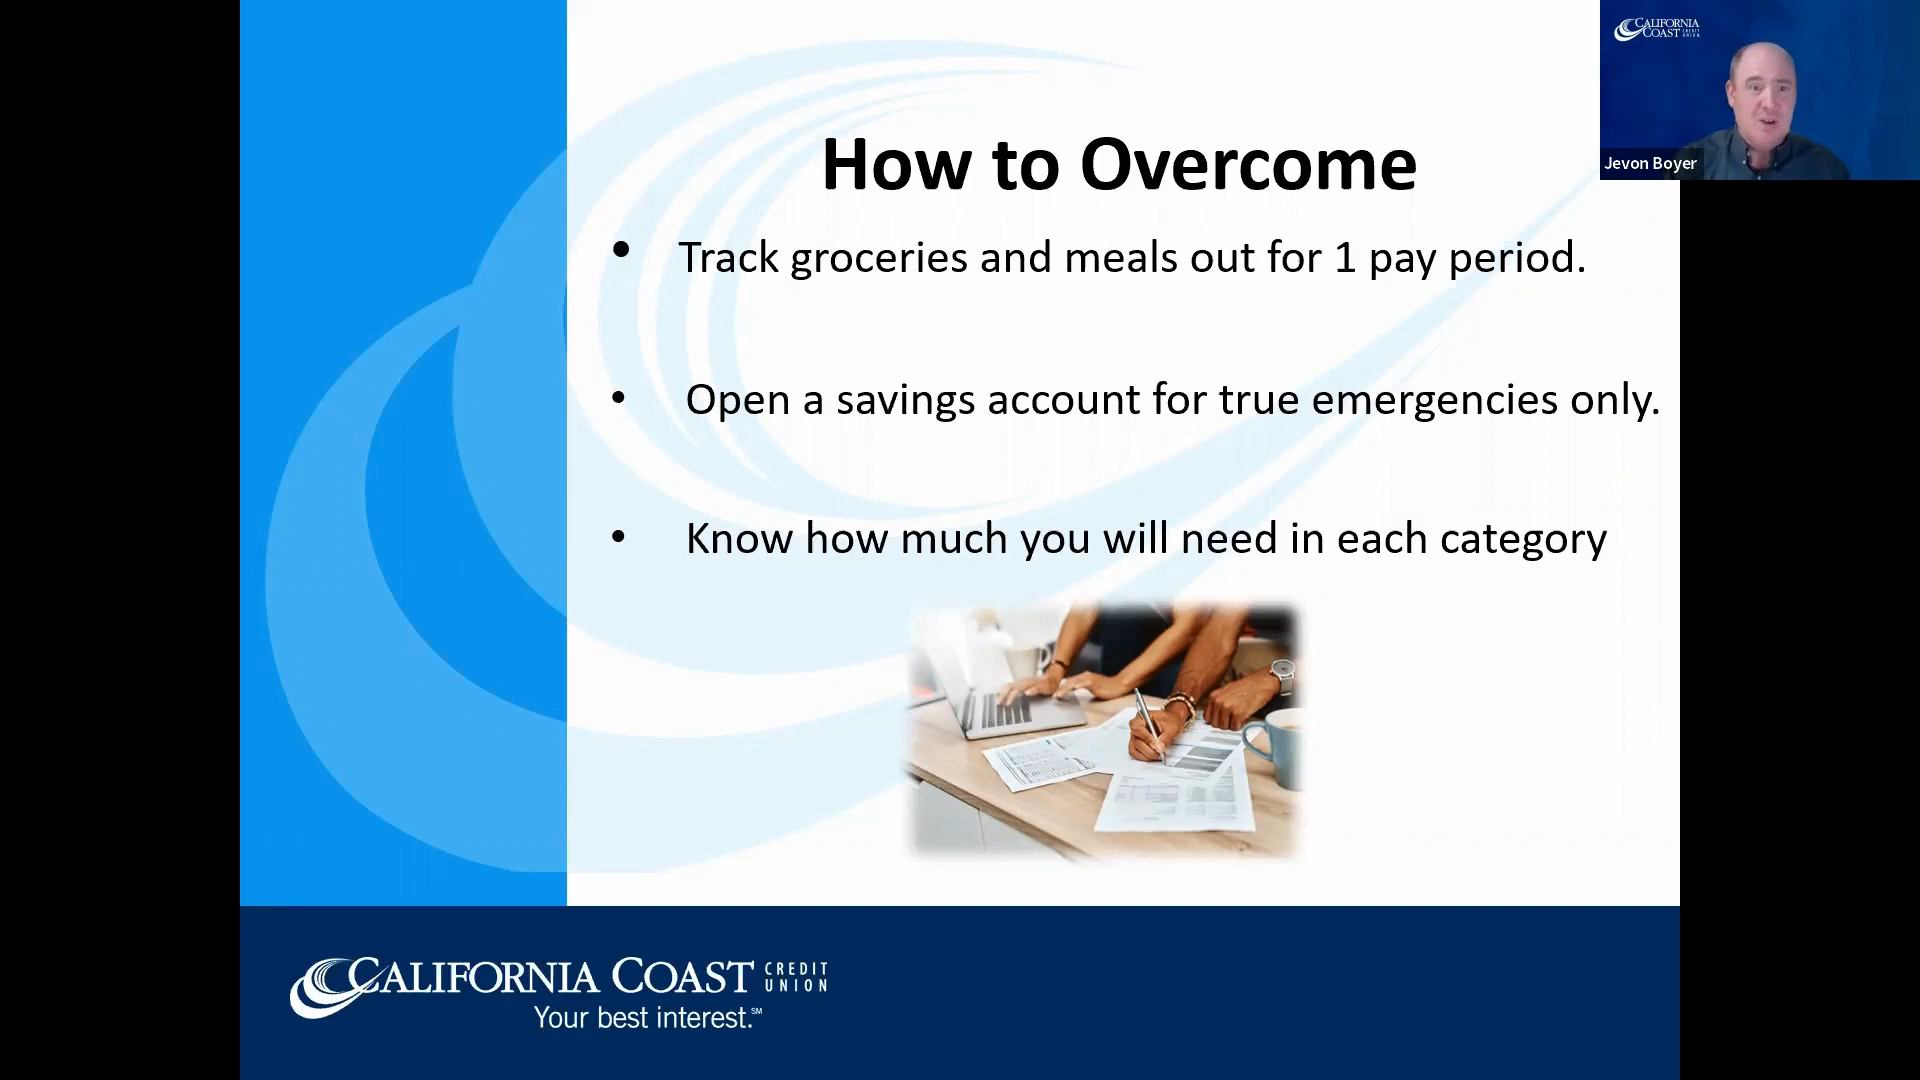 CALIFORNIA
COAST CREDIT UNION
Jevon Boyer
How to Overcome
• Track groceries and meals out for 1 pay period.
• Open a savings account for true emergencies only.
• Know how much you will need in each category
CALIFORNIA COAST CREDIT UNION
Your best interest.℠